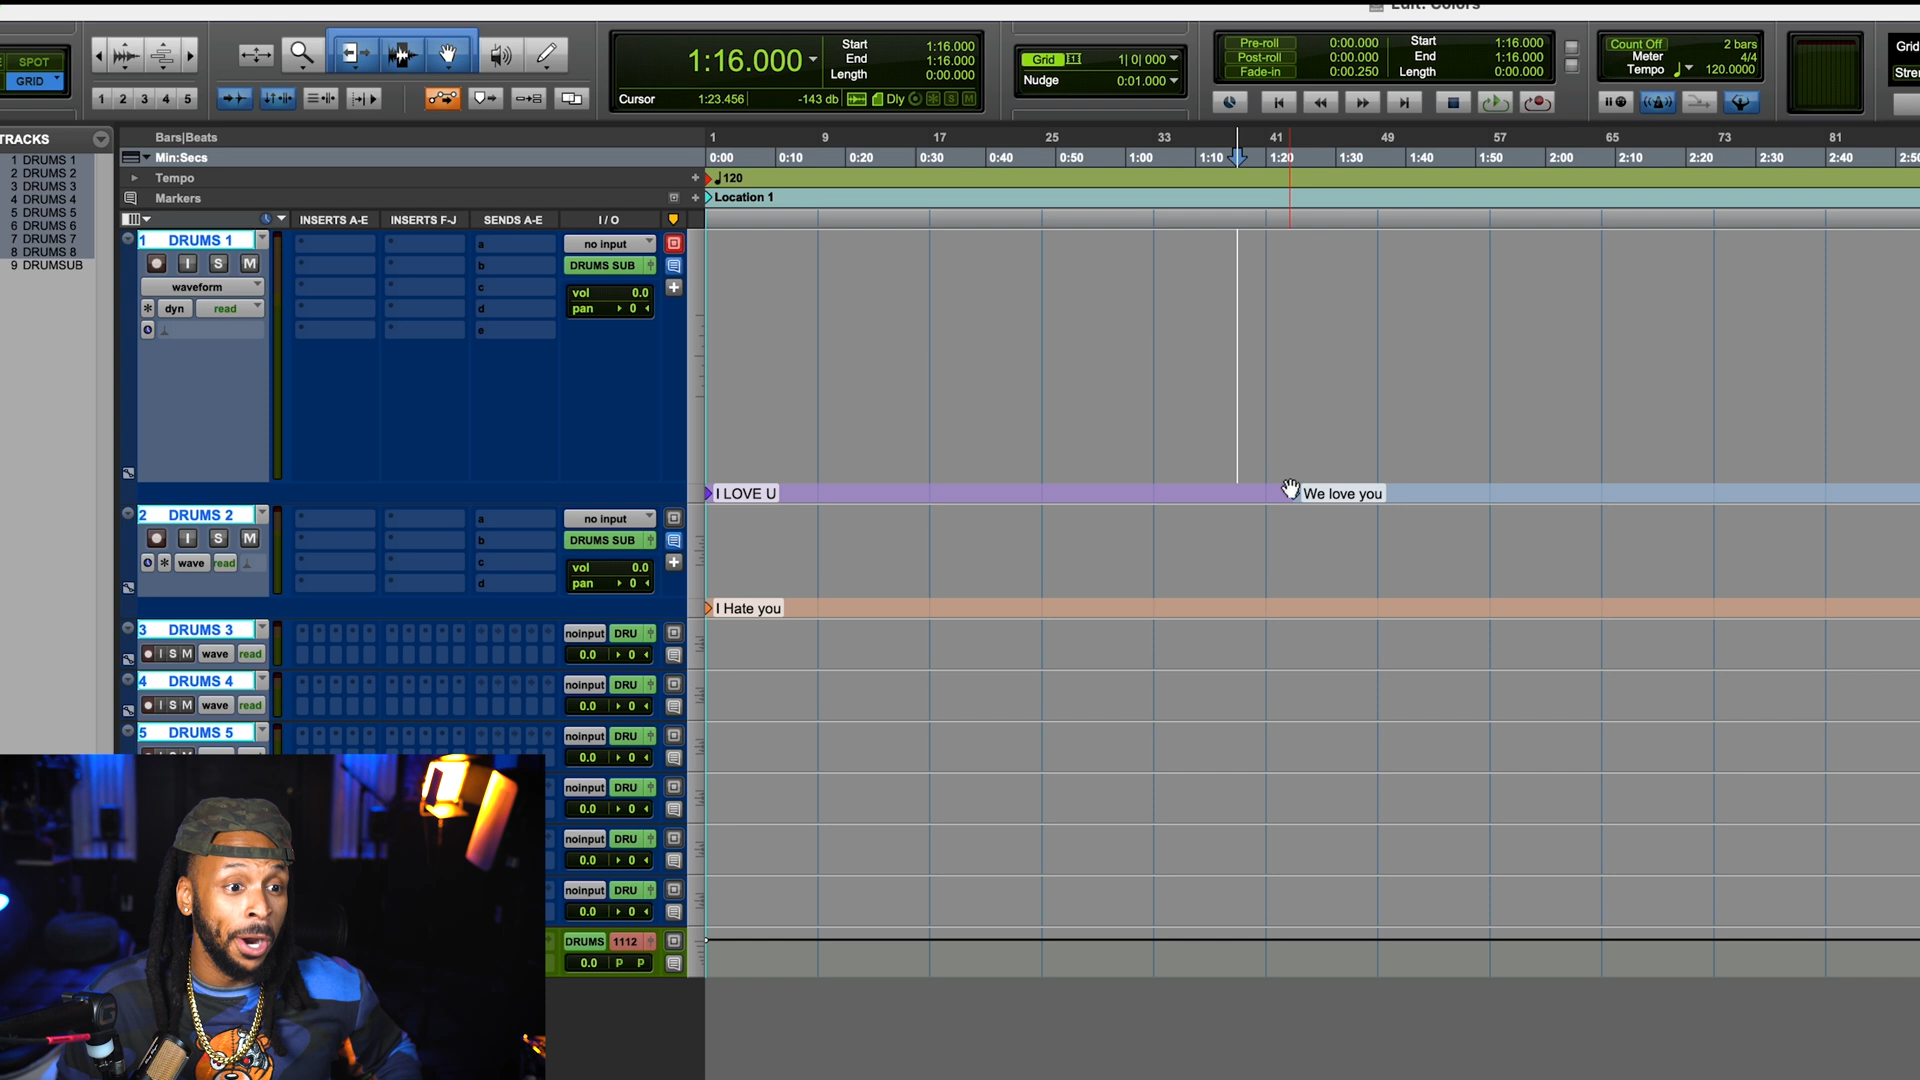 Edit: Colors
SPOT
GRID
1 2 3 4 5
1:16.000
Start 1:16.000
End 1:16.000
Length 0:00.000
Cursor 1:23.456 -143 db Dly S M
Grid 1| 0| 000
Nudge 0:01.000
Pre-roll 0:00.000
Post-roll 0:00.000
Fade-in 0:00.250
Start 1:16.000
End 1:16.000
Length 0:00.000
Count Off 2 bars
Meter 4/4
Tempo 120.0000
Grid
TRACKS
1 DRUMS 1
2 DRUMS 2
3 DRUMS 3
4 DRUMS 4
5 DRUMS 5
6 DRUMS 6
7 DRUMS 7
8 DRUMS 8
9 DRUMSUB
Bars|Beats 1 9 17 25 33 41 49 57 65 73 81
Min:Secs 0:00 0:10 0:20 0:30 0:40 0:50 1:00 1:10 1:20 1:30 1:40 1:50 2:00 2:10 2:20 2:30 2:40 2:50
Tempo + 120
Markers + Location 1
INSERTS A-E INSERTS F-J SENDS A-E I / O
1 DRUMS 1
I S M
waveform
dyn read
a
b
c
d
e
no input
DRUMS SUB
vol 0.0
pan 0
I LOVE U
We love you
2 DRUMS 2
I S M
wave read
a
b
c
d
no input
DRUMS SUB
vol 0.0
pan 0
I Hate you
3 DRUMS 3
I S M wave read
noinput DRU
0.0 0
4 DRUMS 4
I S M wave read
noinput DRU
0.0 0
5 DRUMS 5
noinput DRU
0.0 0
noinput DRU
0.0 0
noinput DRU
0.0 0
noinput DRU
0.0 0
DRUMS 1112
0.0 P P